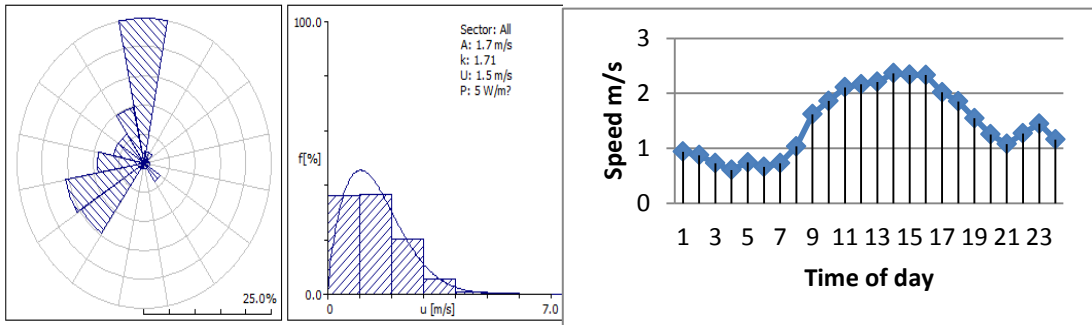 25.0%
100.0
Sector: All
A: 1.7 m/s
k: 1.71
U: 1.5 m/s
P: 5 W/m?
f[%]
0.0
0 u [m/s] 7.0
Speed m/s
3
2
1
0
1 3 5 7 9 11 13 15 17 19 21 23
Time of day